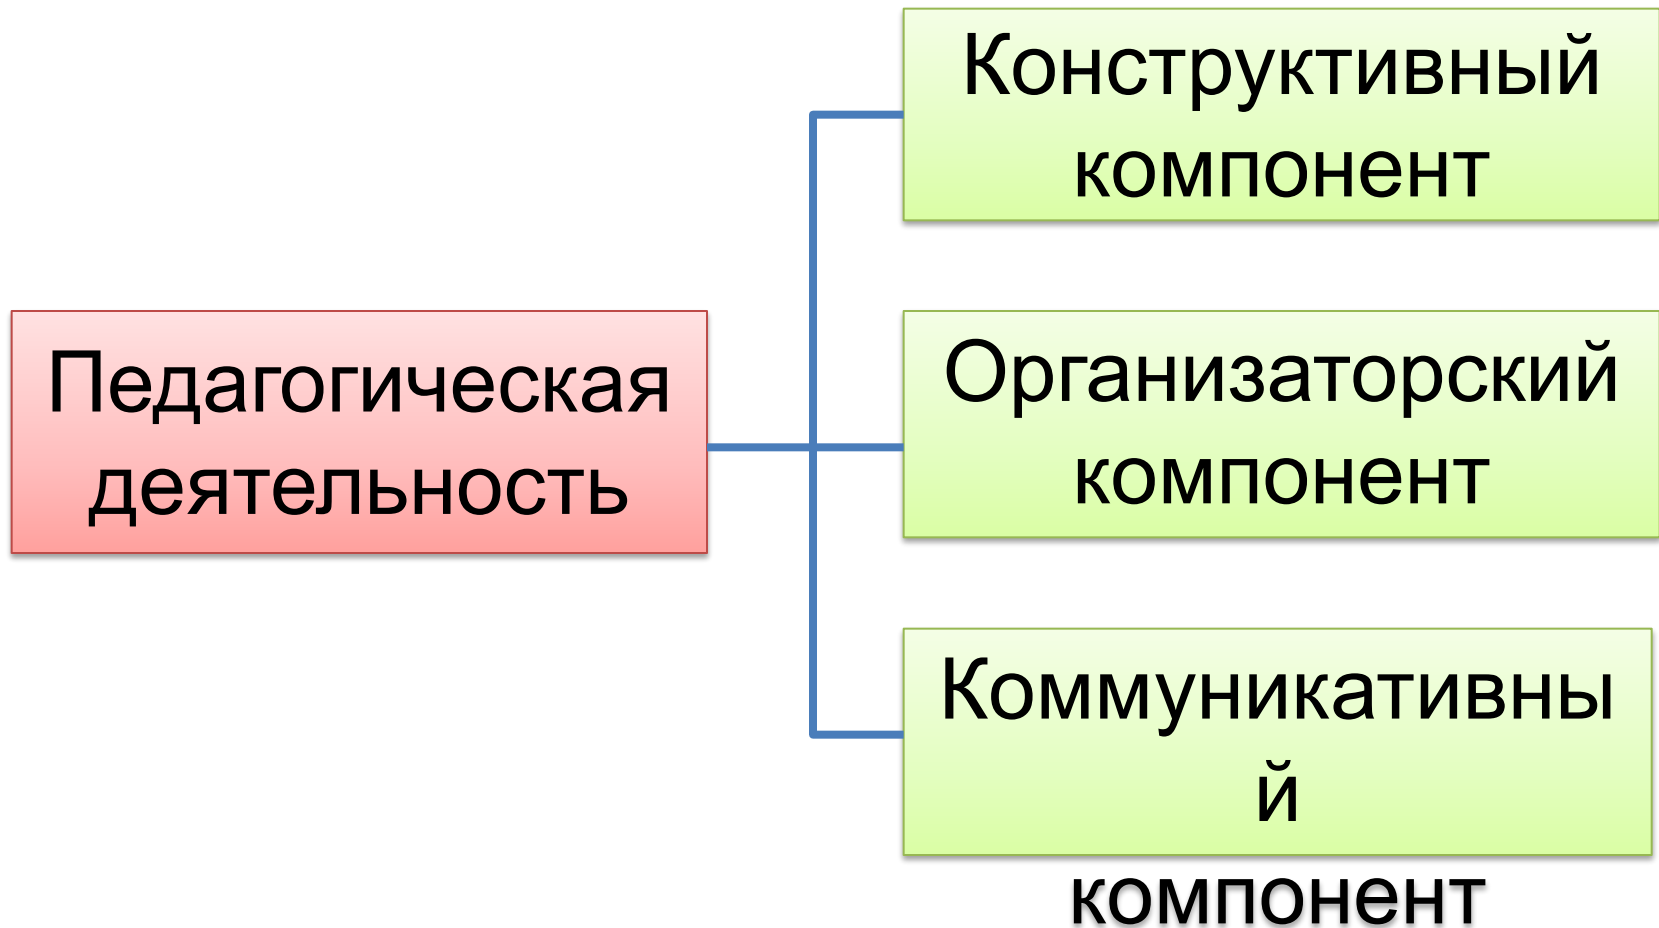 Конструктивный
компонент
Педагогическая
деятельность
Организаторский
компонент
Коммуникативны
й
компонент